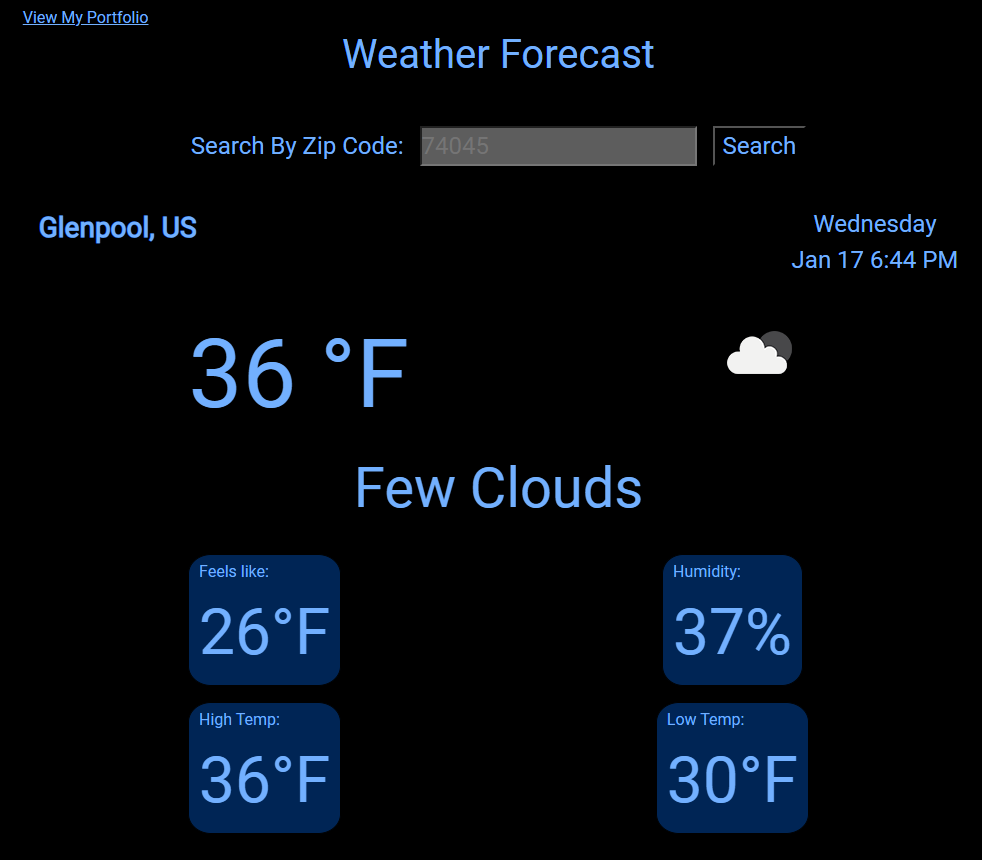 View My Portfolio
Weather Forecast
Search By Zip Code: 74045 Search
Glenpool, US
Wednesday
Jan 17 6:44 PM
36 °F
Few Clouds
Feels like:
26°F
Humidity:
37%
High Temp:
36°F
Low Temp:
30°F